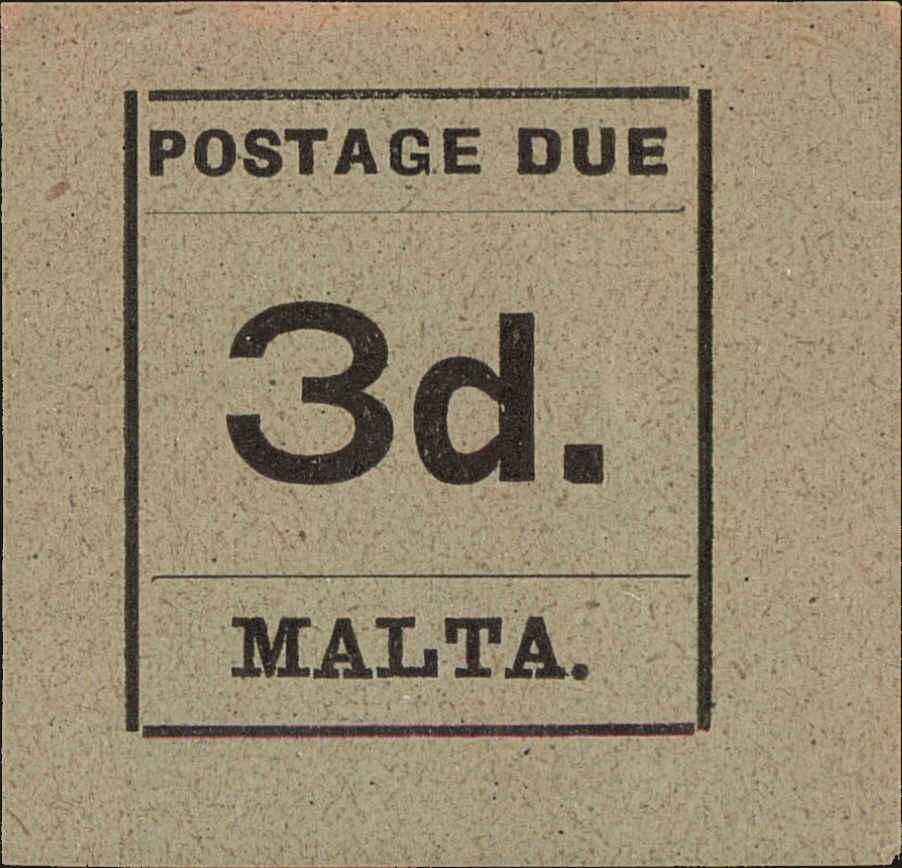 POSTAGE DUE
3d.
MALTA.